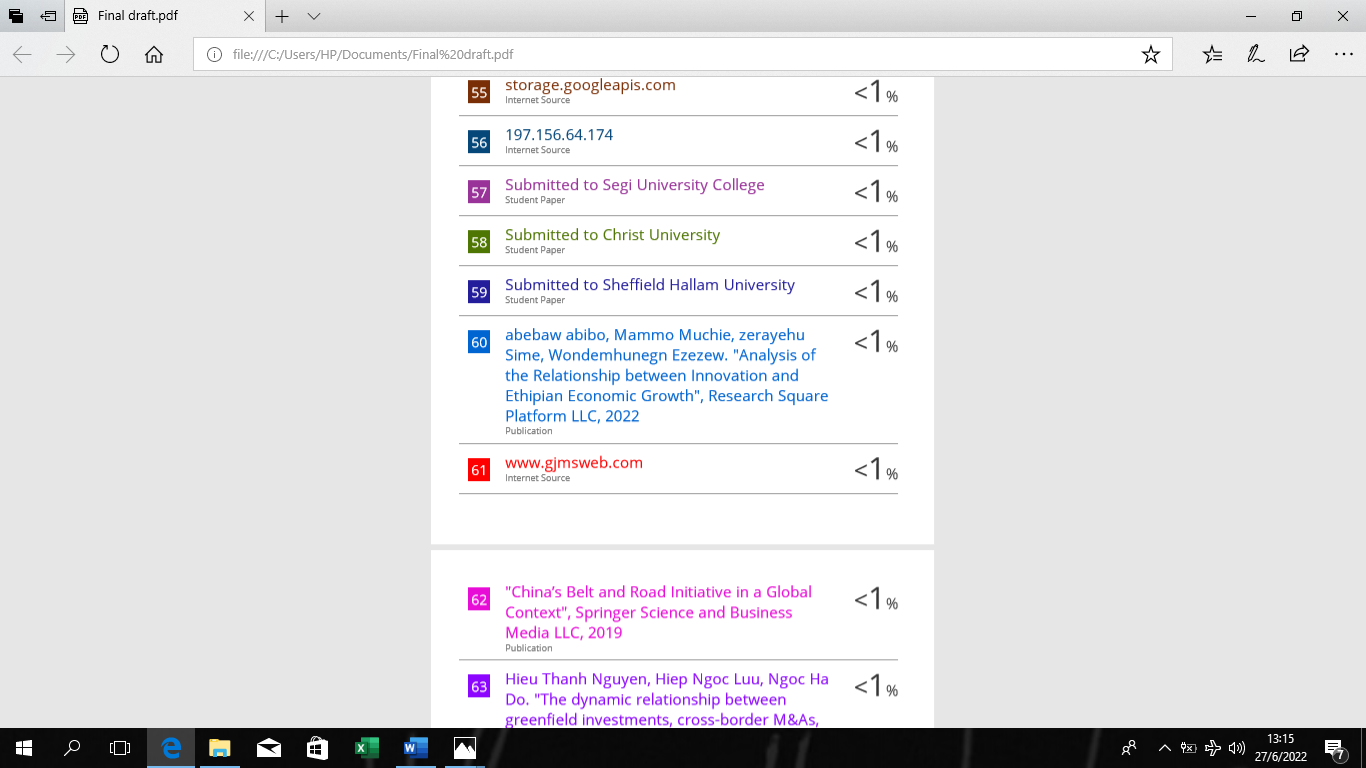 Final draft.pdf
file:///C:/Users/HP/Documents/Final%20draft.pdf
55 storage.googleapis.com <1%
Internet Source
56 197.156.64.174 <1%
Internet Source
57 Submitted to Segi University College <1%
Student Paper
58 Submitted to Christ University <1%
Student Paper
59 Submitted to Sheffield Hallam University <1%
Student Paper
60 abebaw abibo, Mammo Muchie, zerayehu <1%
Sime, Wondemhunegn Ezezew. "Analysis of
the Relationship between Innovation and
Ethipian Economic Growth", Research Square
Platform LLC, 2022
Publication
61 www.gjmsweb.com <1%
Internet Source
62 "China’s Belt and Road Initiative in a Global <1%
Context", Springer Science and Business
Media LLC, 2019
Publication
63 Hieu Thanh Nguyen, Hiep Ngoc Luu, Ngoc Ha <1%
Do. "The dynamic relationship between
greenfield investments, cross-border M&As,
13:15
27/6/2022
7